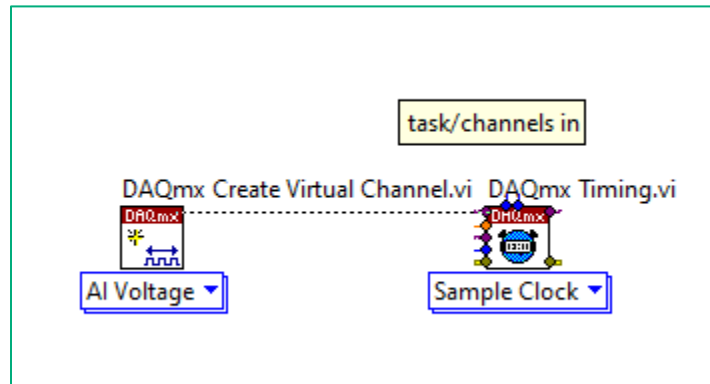 task/channels in
DAQmx Create Virtual Channel.vi DAQmx Timing.vi
DAQmx
DAQmx
AI Voltage
Sample Clock